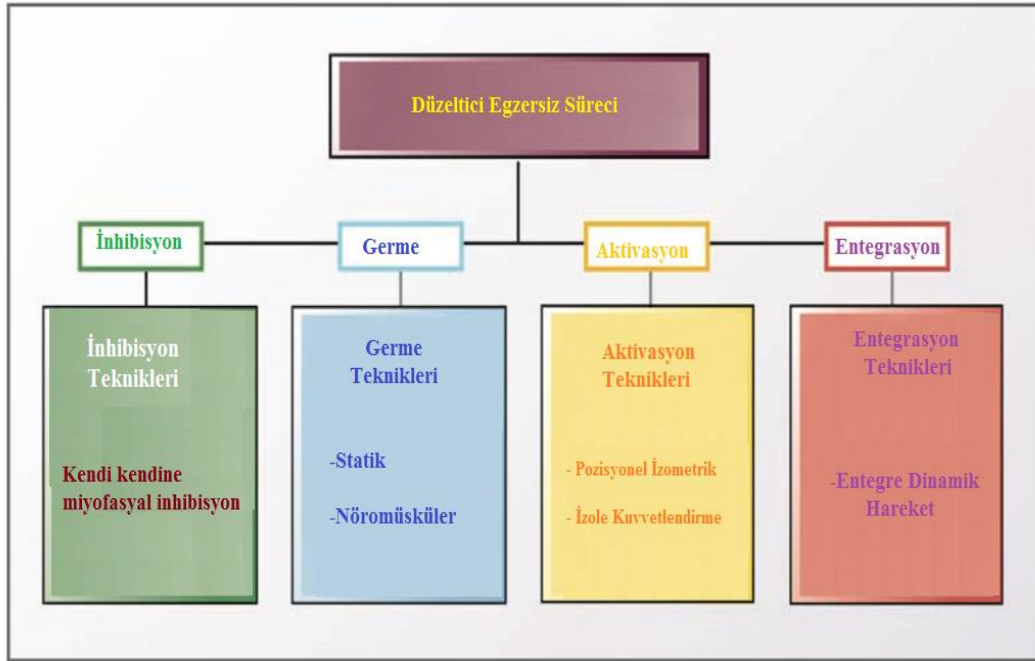 Düzeltici Egzersiz Süreci
İnhibisyon
Germe
Aktivasyon
Entegrasyon
İnhibisyon
Teknikleri
Kendi kendine
miyofasyal inhibisyon
Germe
Teknikleri
-Statik
-Nöromüsküler
Aktivasyon
Teknikleri
- Pozisyonel İzometrik
- İzole Kuvvetlendirme
Entegrasyon
Teknikleri
-Entegre Dinamik
Hareket